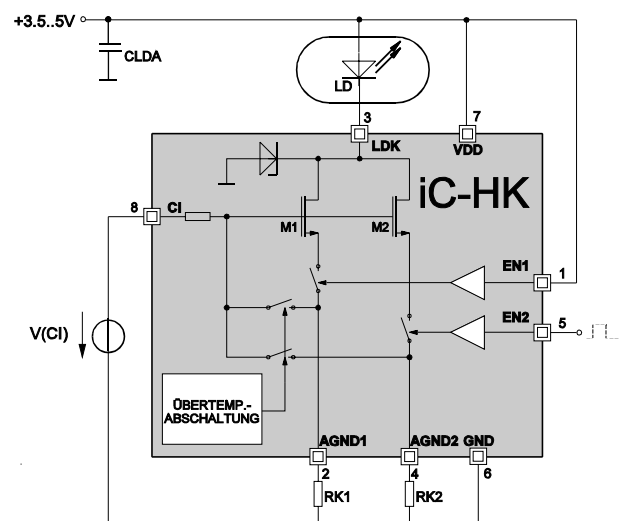 +3.5..5V
CLDA
LD
3
7
LDK
VDD
iC-HK
8
CI
M1
M2
EN1
1
EN2
5
V(CI)
ÜBERTEMP.-
ABSCHALTUNG
AGND1
AGND2
GND
2
4
6
RK1
RK2